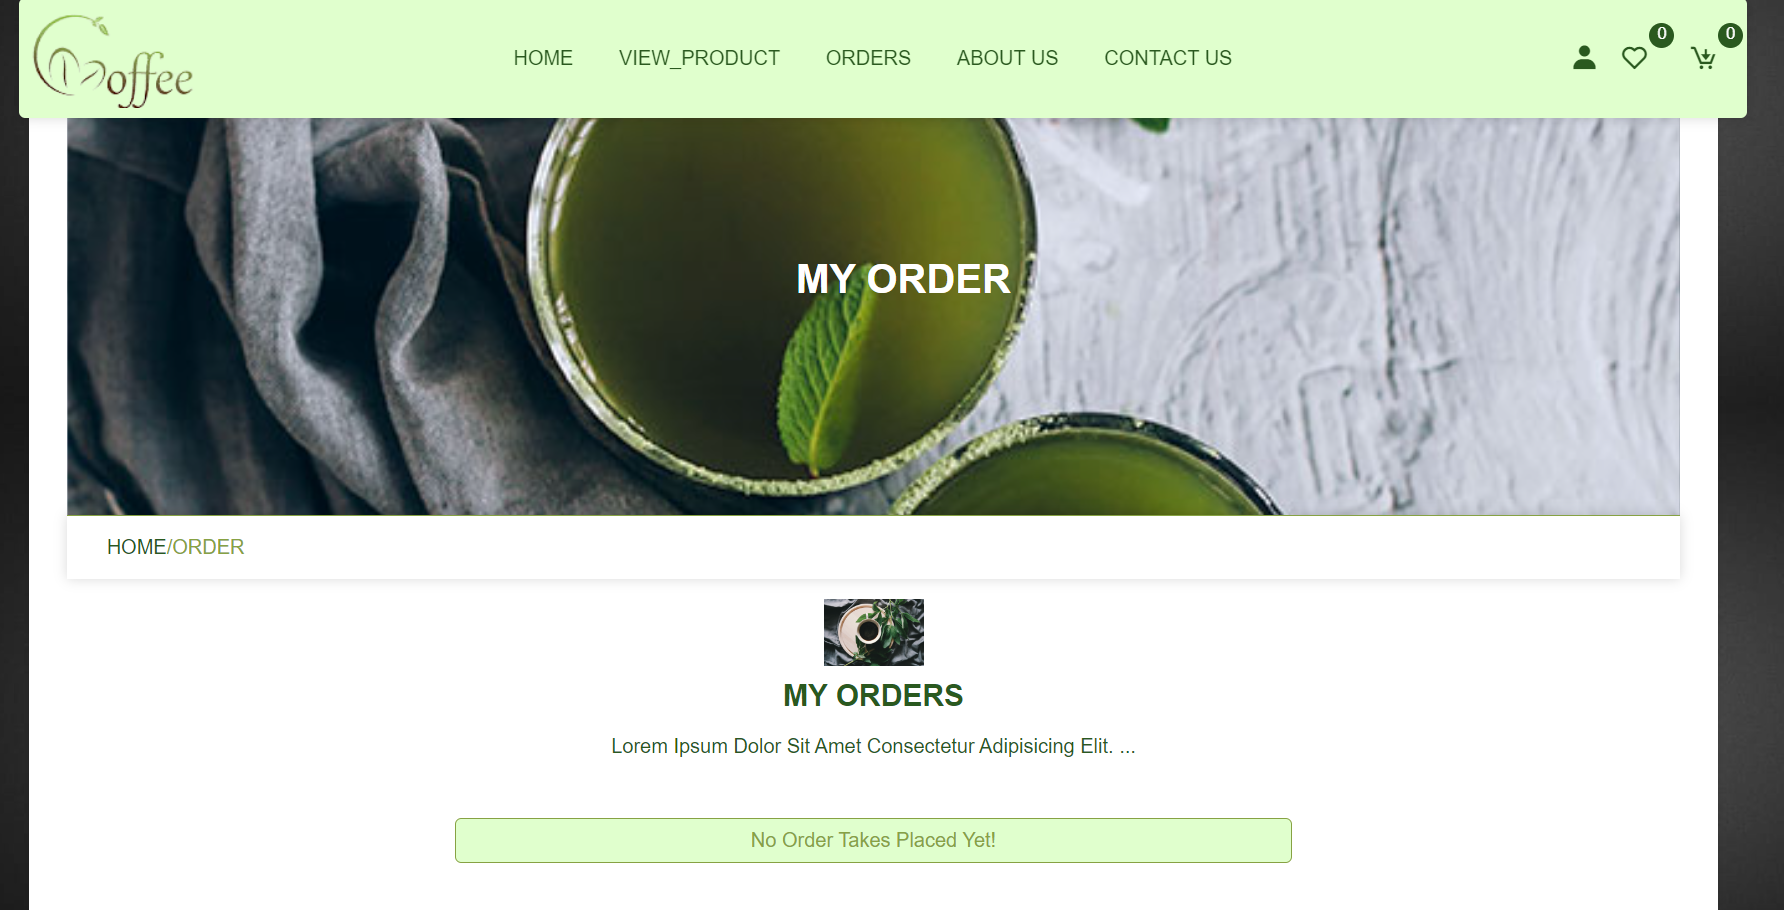 Coffee
HOME VIEW_PRODUCT ORDERS ABOUT US CONTACT US 0 0
MY ORDER
HOME/ORDER
MY ORDERS
Lorem Ipsum Dolor Sit Amet Consectetur Adipisicing Elit. ...
No Order Takes Placed Yet!